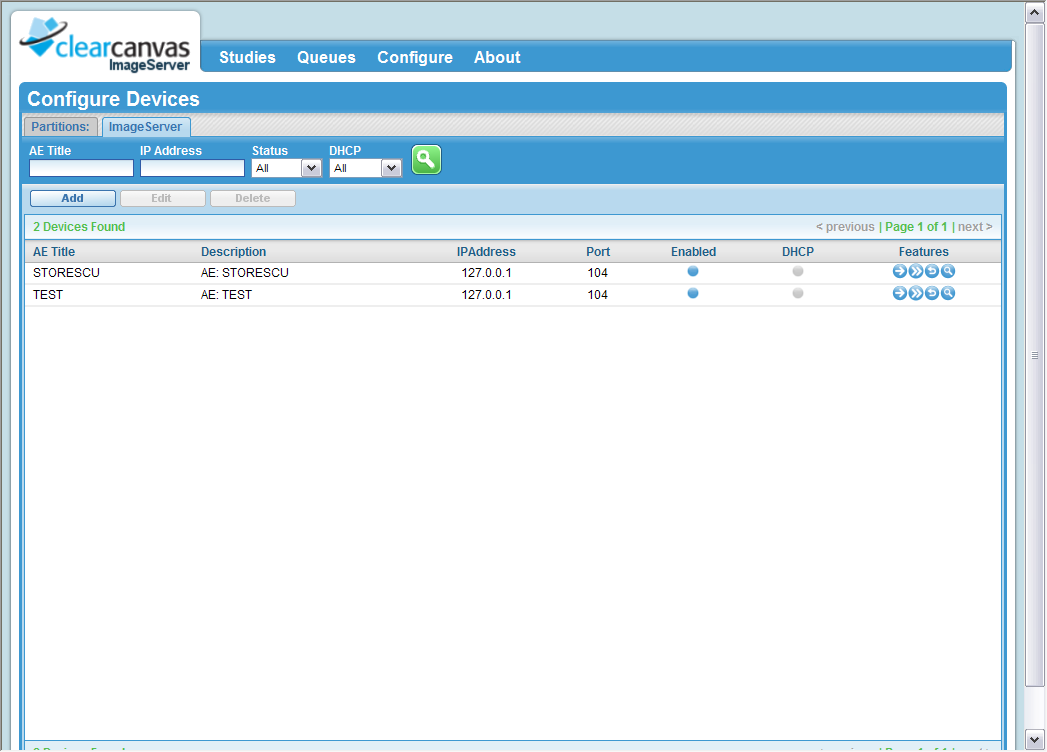 clearcanvas
ImageServer
Studies Queues Configure About
Configure Devices
Partitions: ImageServer
AE Title IP Address Status DHCP
All All
Add Edit Delete
2 Devices Found < previous | Page 1 of 1 | next >
AE Title Description IPAddress Port Enabled DHCP Features
STORESCU AE: STORESCU 127.0.0.1 104
TEST AE: TEST 127.0.0.1 104